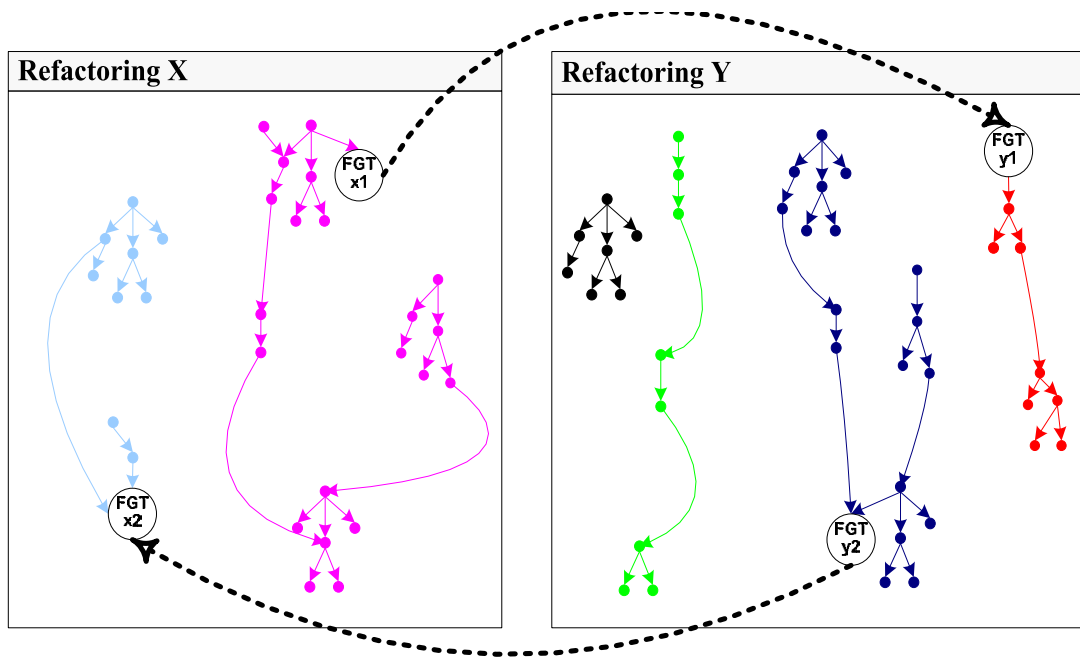 Refactoring X
Refactoring Y
FGT
x1
FGT
y1
FGT
x2
FGT
y2